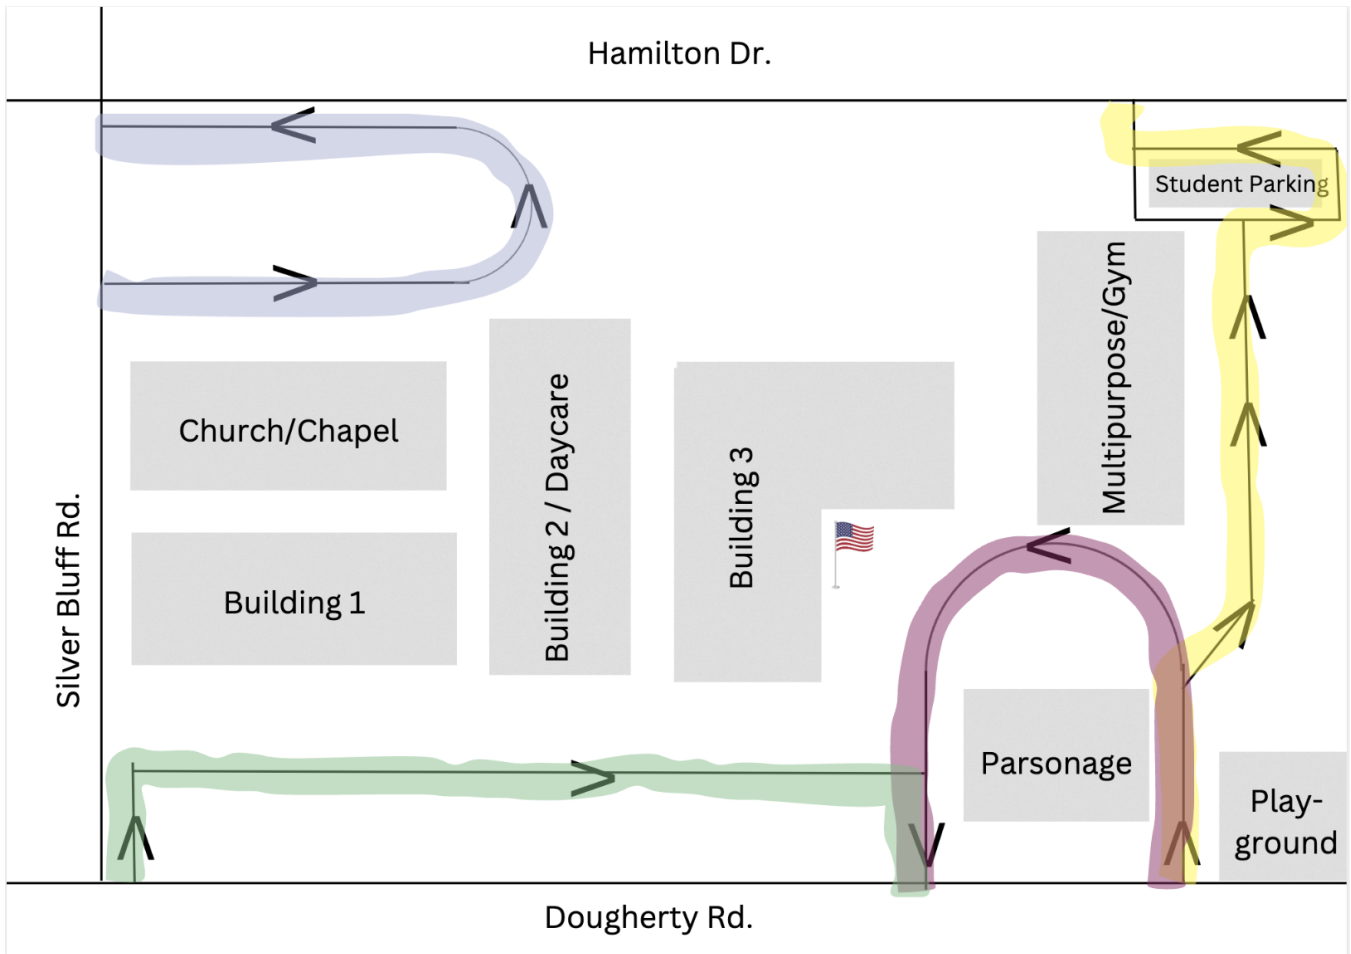 Hamilton Dr.
Student Parking
Multipurpose/Gym
Church/Chapel
Building 2 / Daycare
Building 3
Silver Bluff Rd.
Building 1
Parsonage
Play-
ground
Dougherty Rd.